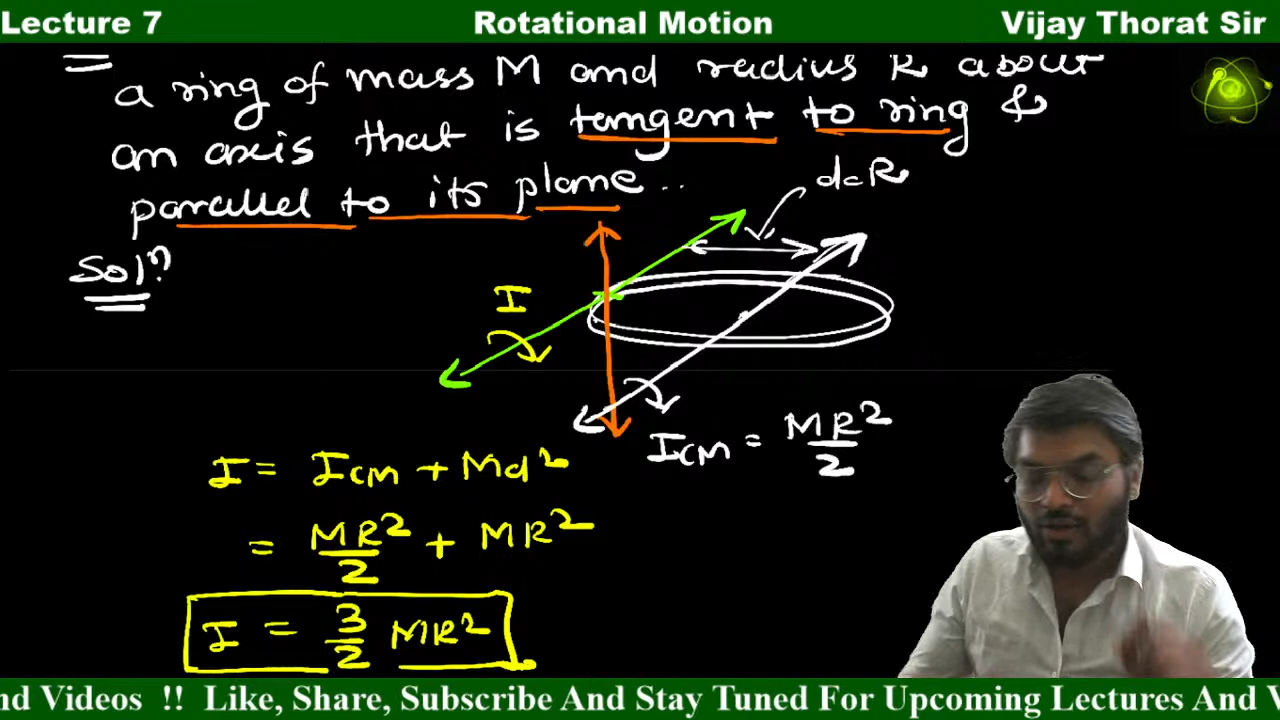 Lecture 7
Rotational Motion
Vijay Thorat Sir
a ring of mass M and radius R about
an axis that is tangent to ring &
parallel to its plane..
Solⁿ:
d=R
I
I = ICM + Md²
ICM = MR²/2
= MR²/2 + MR²
I = 3/2 MR²
nd Videos !! Like, Share, Subscribe And Stay Tuned For Upcoming Lectures And V